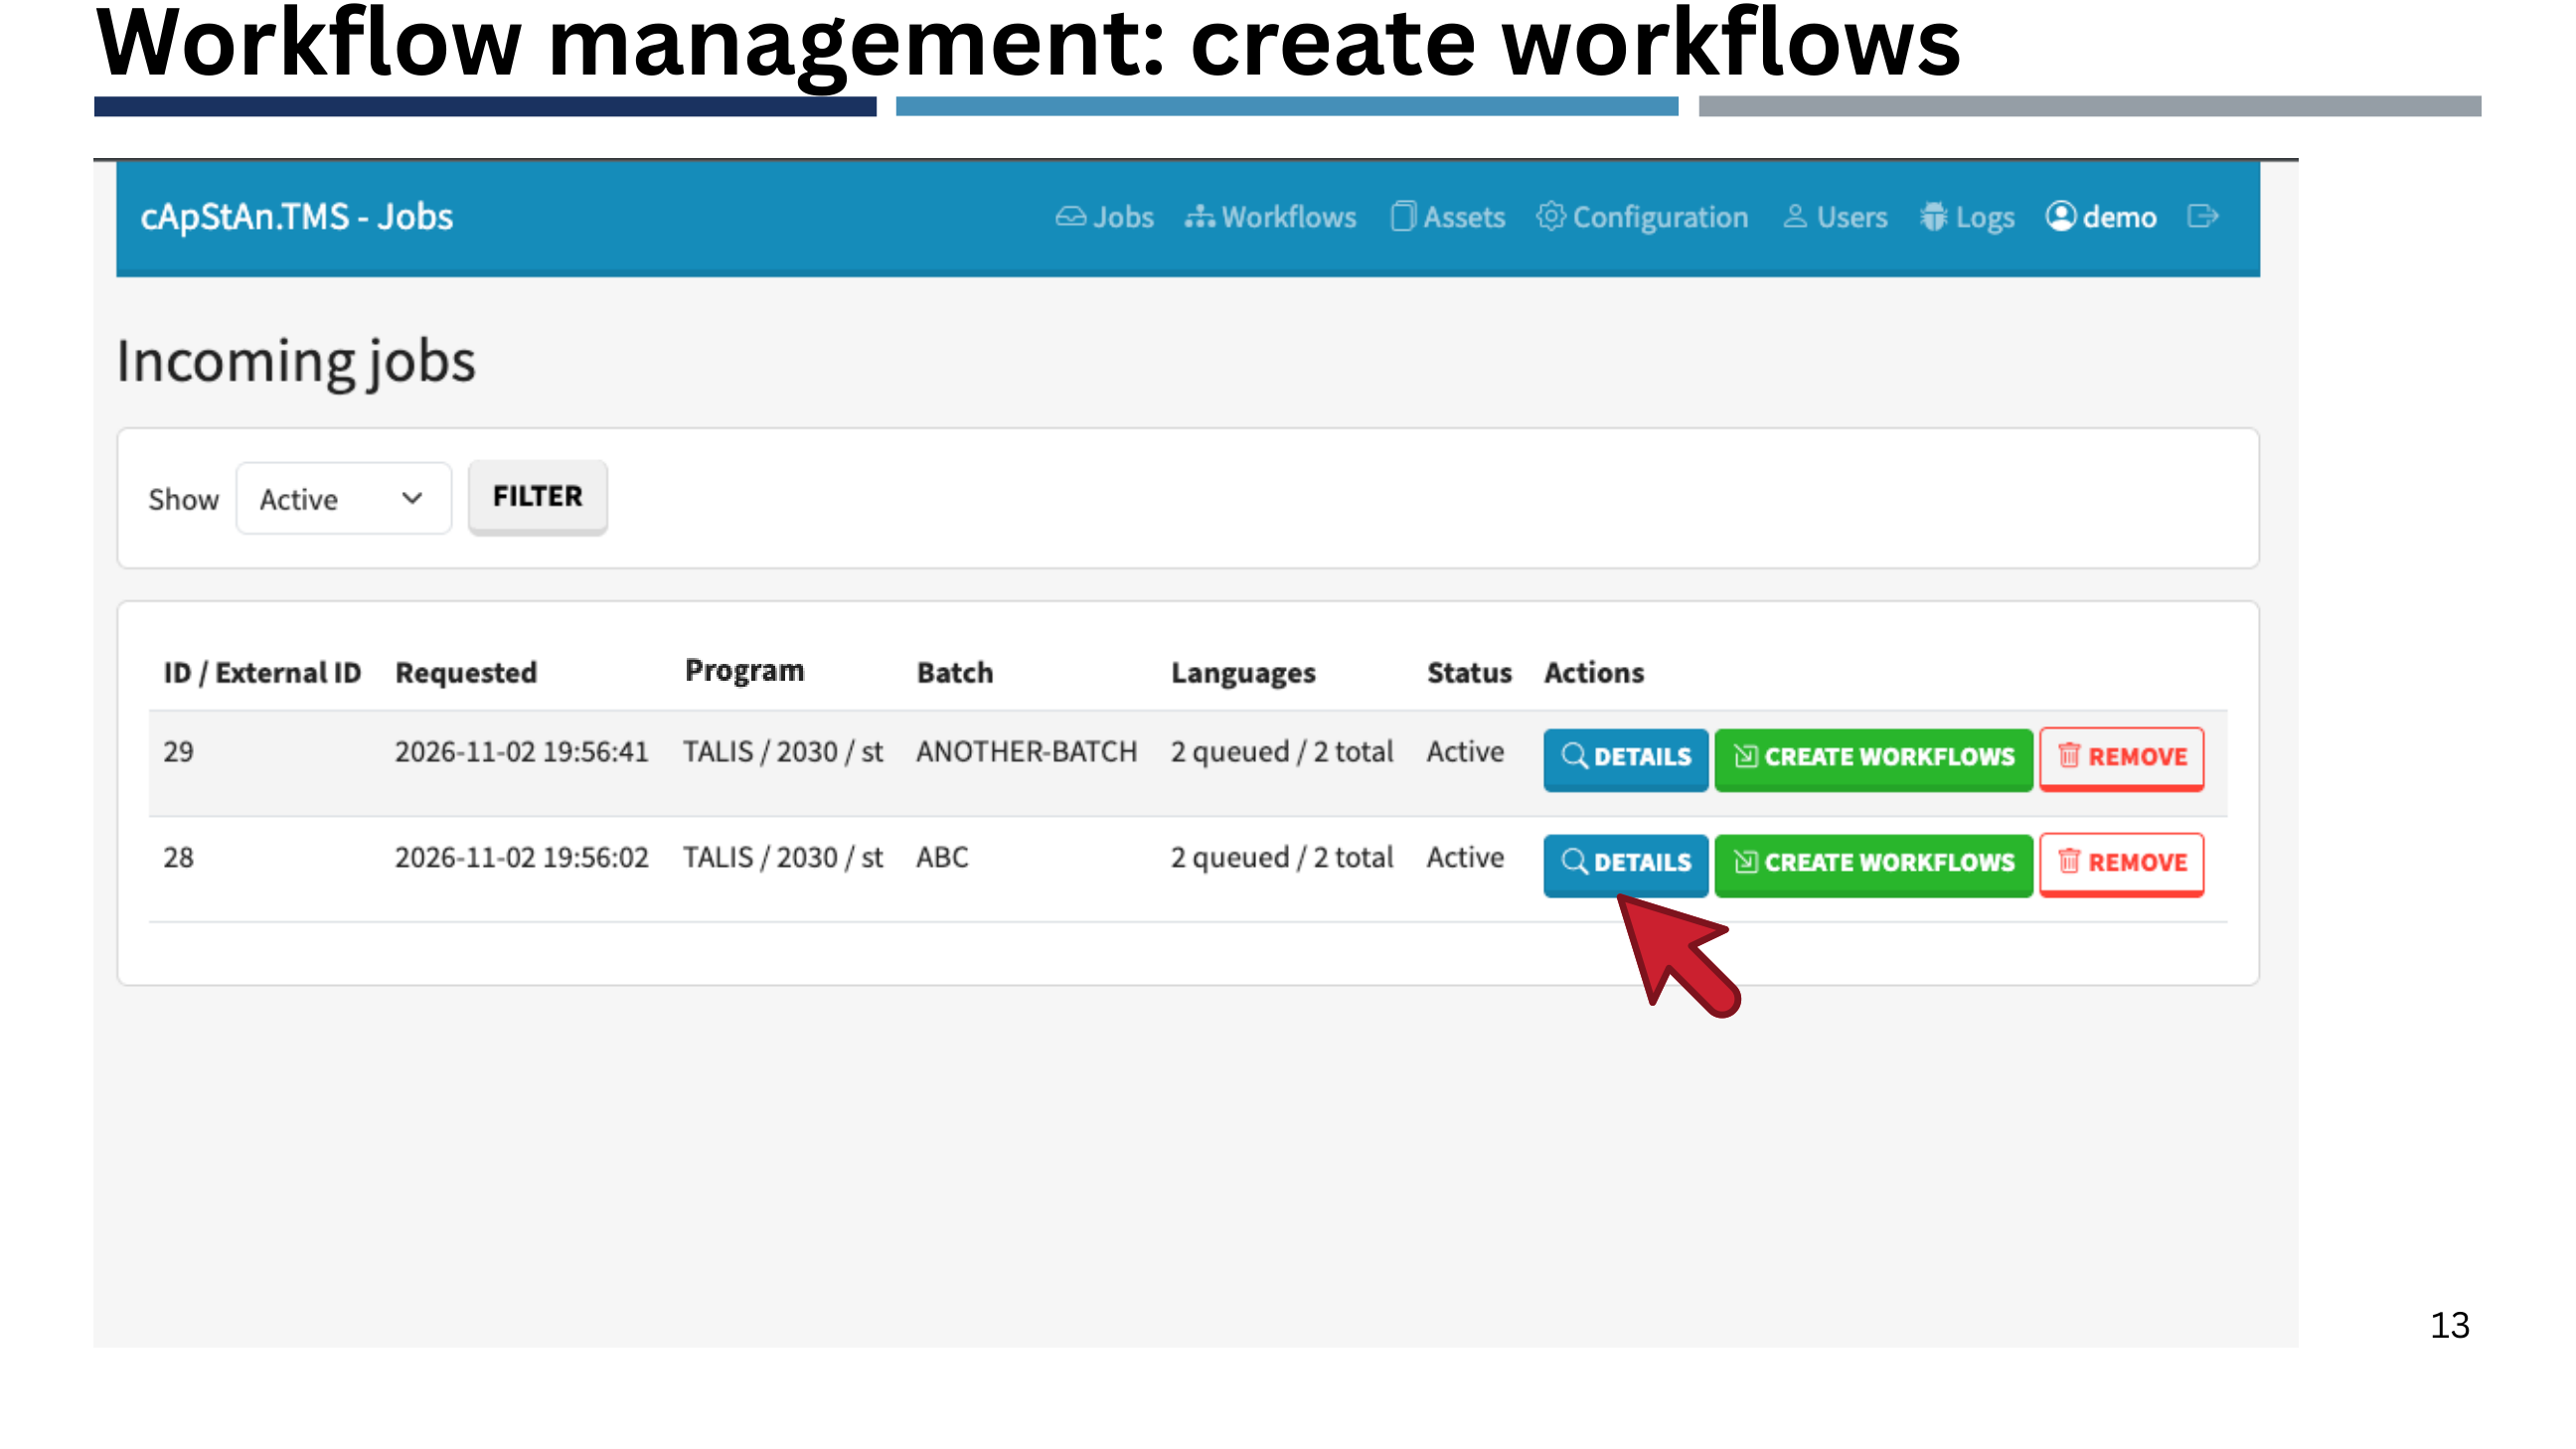 Workflow management: create workflows
cApStAn.TMS - Jobs Jobs Workflows Assets Configuration Users Logs demo
Incoming jobs
Show Active FILTER
ID / External ID Requested Program Batch Languages Status Actions
29 2026-11-02 19:56:41 TALIS / 2030 / st ANOTHER-BATCH 2 queued / 2 total Active DETAILS CREATE WORKFLOWS REMOVE
28 2026-11-02 19:56:02 TALIS / 2030 / st ABC 2 queued / 2 total Active DETAILS CREATE WORKFLOWS REMOVE
13